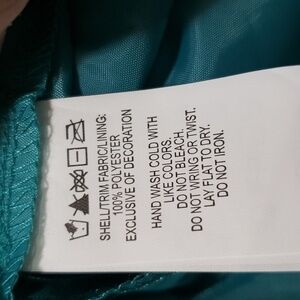 SHELL/TRIM FABRIC/LINING:
100% POLYESTER
EXCLUSIVE OF DECORATION
HAND WASH COLD WITH
LIKE COLORS.
DO NOT BLEACH.
DO NOT WRING OR TWIST.
LAY FLAT TO DRY.
DO NOT IRON.